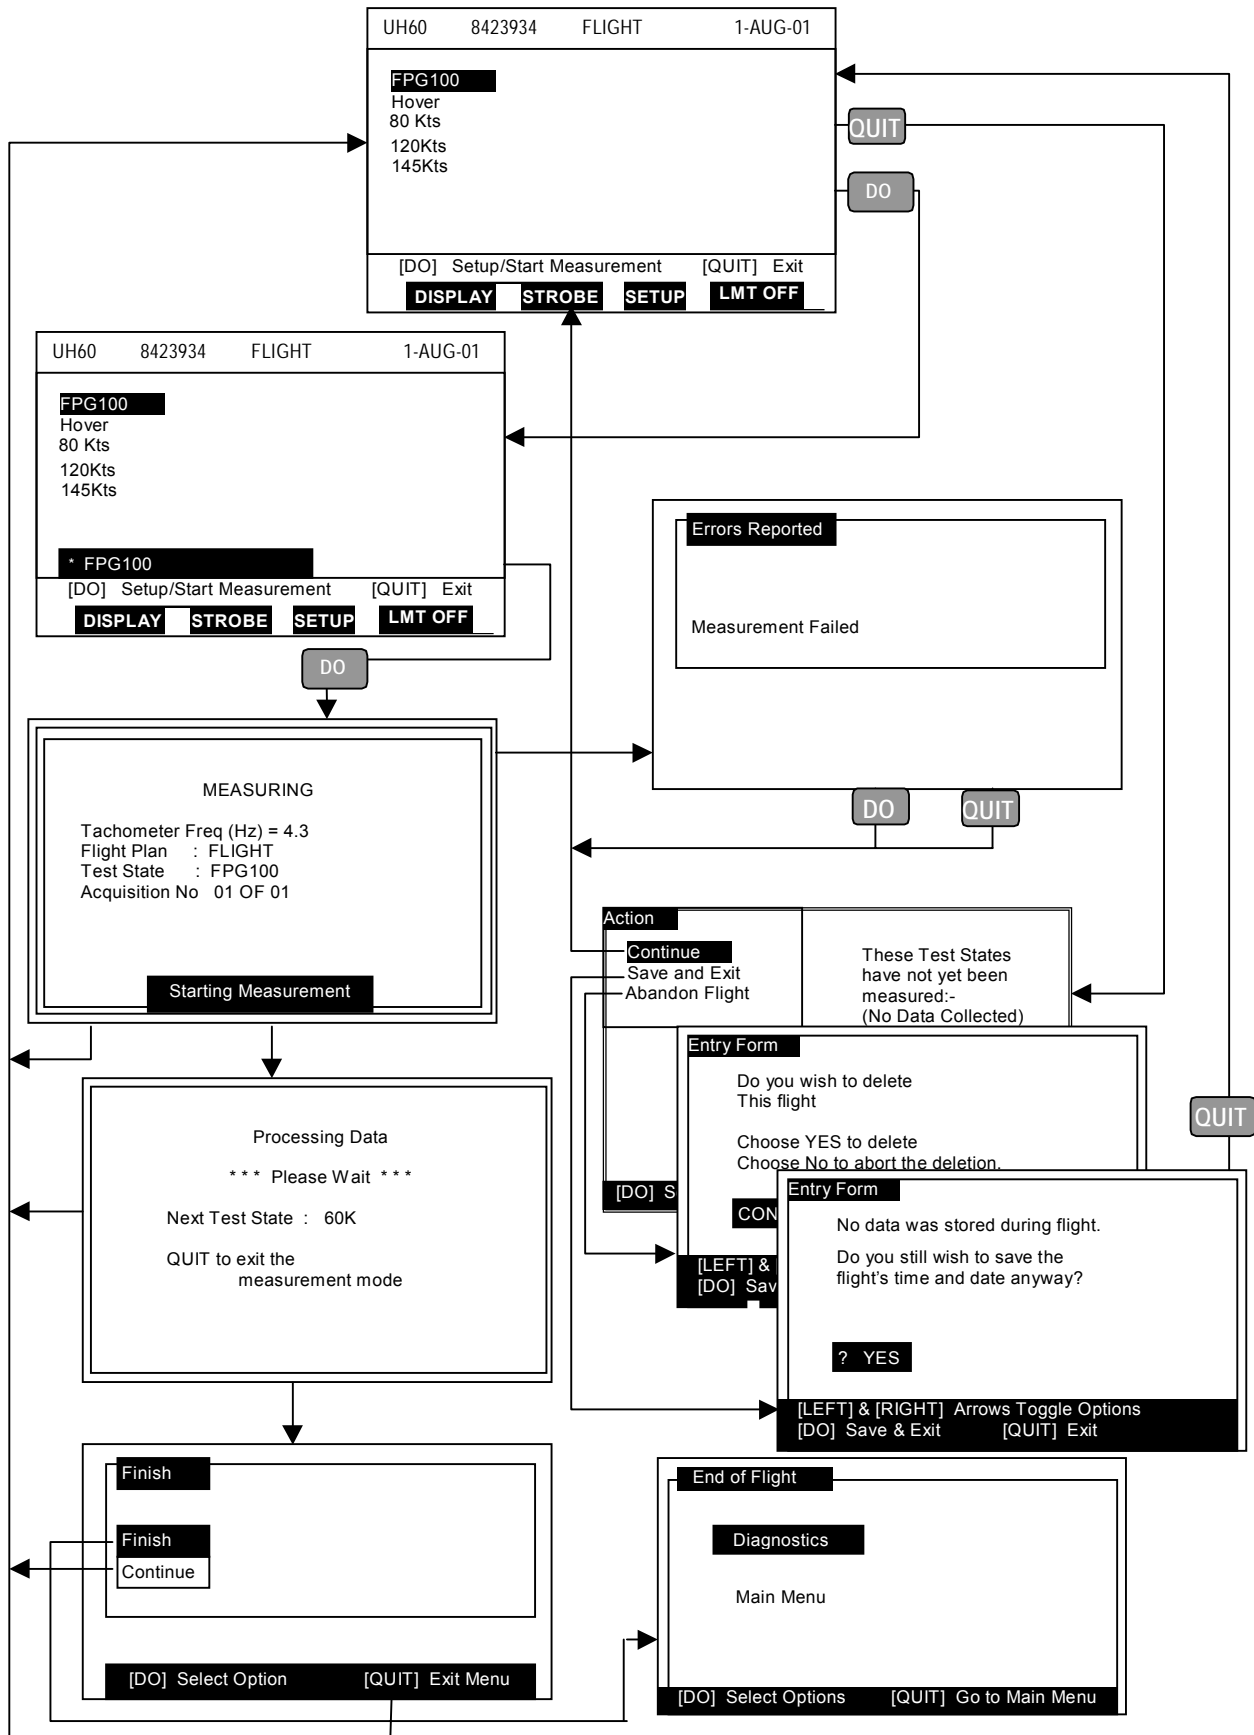 UH60 8423934 FLIGHT 1-AUG-01
FPG100
Hover
80 Kts
120Kts
145Kts
[DO] Setup/Start Measurement [QUIT] Exit
DISPLAY STROBE SETUP LMT OFF
QUIT
DO
UH60 8423934 FLIGHT 1-AUG-01
FPG100
Hover
80 Kts
120Kts
145Kts
* FPG100
[DO] Setup/Start Measurement [QUIT] Exit
DISPLAY STROBE SETUP LMT OFF
DO
Errors Reported
Measurement Failed
DO
QUIT
MEASURING
Tachometer Freq (Hz) = 4.3
Flight Plan : FLIGHT
Test State : FPG100
Acquisition No 01 OF 01
Starting Measurement
Action
Continue
Save and Exit
Abandon Flight
These Test States
have not yet been
measured:-
(No Data Collected)
[DO] S
Entry Form
Do you wish to delete
This flight
Choose YES to delete
Choose No to abort the deletion.
CON
[LEFT] &
[DO] Sav
QUIT
Entry Form
No data was stored during flight.
Do you still wish to save the
flight's time and date anyway?
? YES
[LEFT] & [RIGHT] Arrows Toggle Options
[DO] Save & Exit [QUIT] Exit
Processing Data
* * * Please Wait * * *
Next Test State : 60K
QUIT to exit the
measurement mode
Finish
Finish
Continue
[DO] Select Option [QUIT] Exit Menu
End of Flight
Diagnostics
Main Menu
[DO] Select Options [QUIT] Go to Main Menu